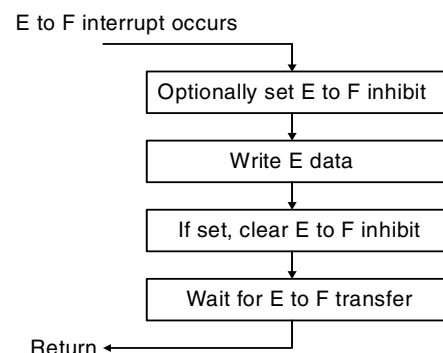 E to F interrupt occurs
Optionally set E to F inhibit
Write E data
If set, clear E to F inhibit
Wait for E to F transfer
Return